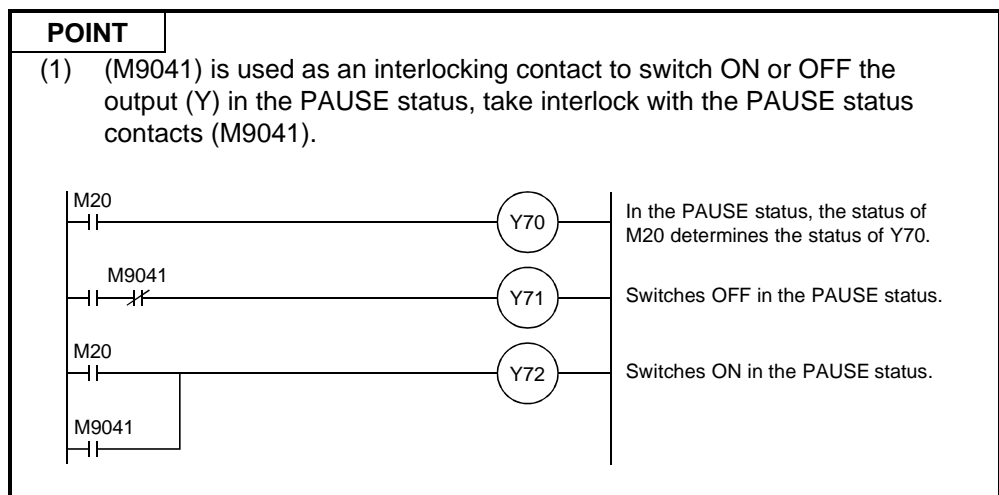 POINT
(1) (M9041) is used as an interlocking contact to switch ON or OFF the
output (Y) in the PAUSE status, take interlock with the PAUSE status
contacts (M9041).
M20
Y70
In the PAUSE status, the status of
M20 determines the status of Y70.
M9041
Y71
Switches OFF in the PAUSE status.
M20
Y72
Switches ON in the PAUSE status.
M9041